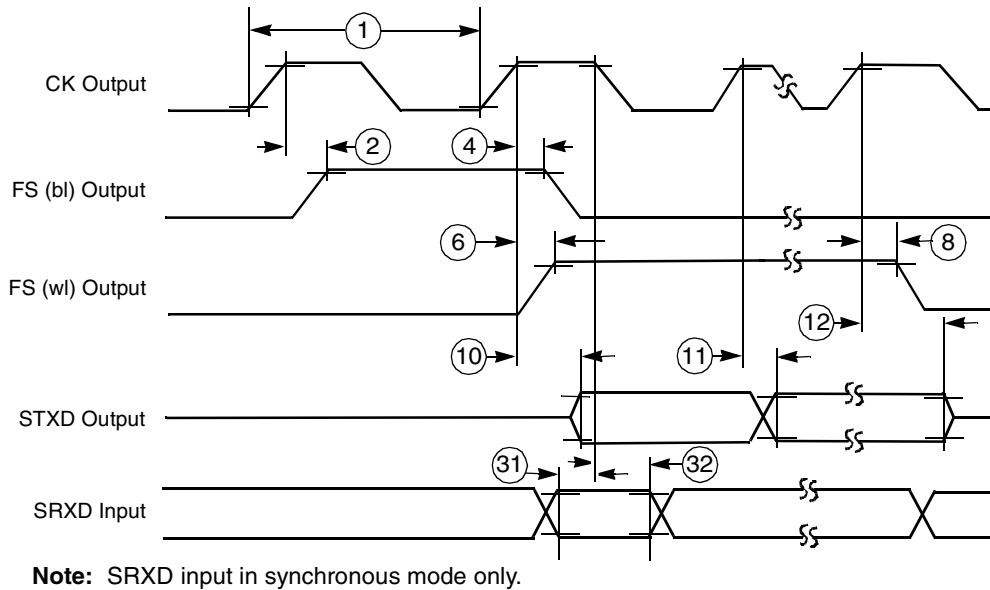 1
CK Output
2
4
FS (bl) Output
6
8
FS (wl) Output
12
10
11
STXD Output
31
32
SRXD Input
Note: SRXD input in synchronous mode only.